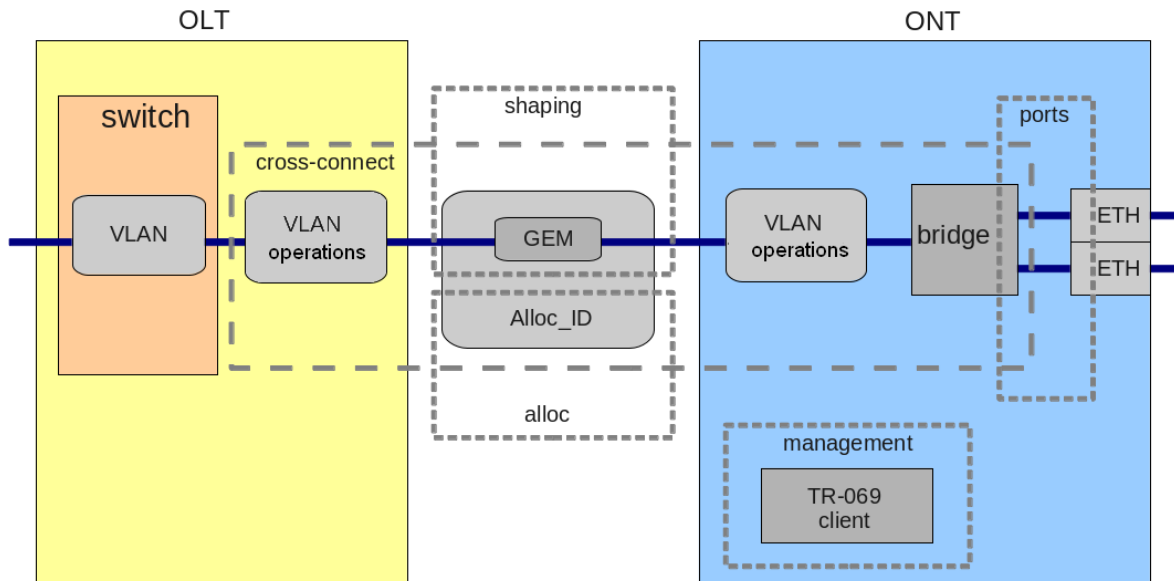 OLT
ONT
switch
shaping
ports
cross-connect
VLAN
VLAN
operations
GEM
VLAN
operations
bridge
ETH
ETH
Alloc_ID
alloc
management
TR-069
client